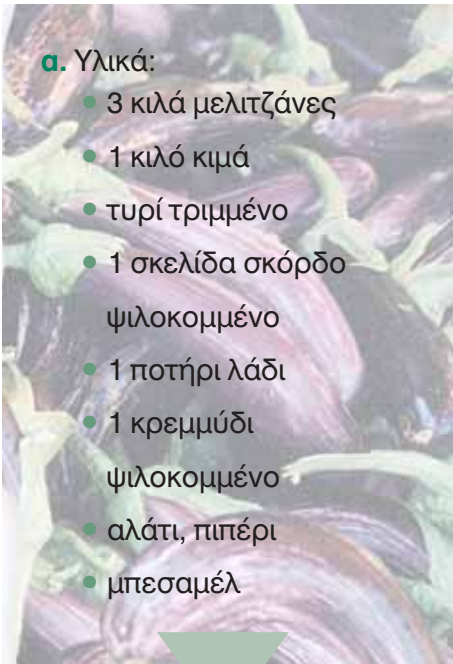 α. Υλικά:
• 3 κιλά μελιτζάνες
• 1 κιλό κιμά
• τυρί τριμμένο
• 1 σκελίδα σκόρδο
ψιλοκομμένο
• 1 ποτήρι λάδι
• 1 κρεμμύδι
ψιλοκομμένο
• αλάτι, πιπέρι
• μπεσαμέλ